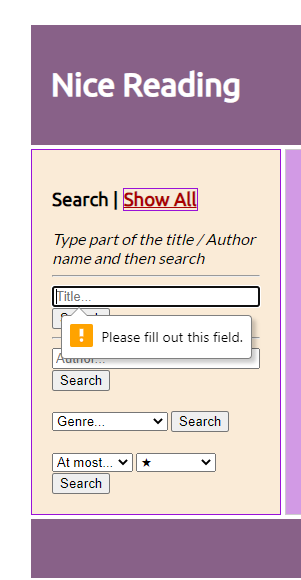 Nice Reading
Search | Show All
Type part of the title / Author
name and then search
Title...
Please fill out this field.
Author...
Search
Genre... Search
At most... ★
Search